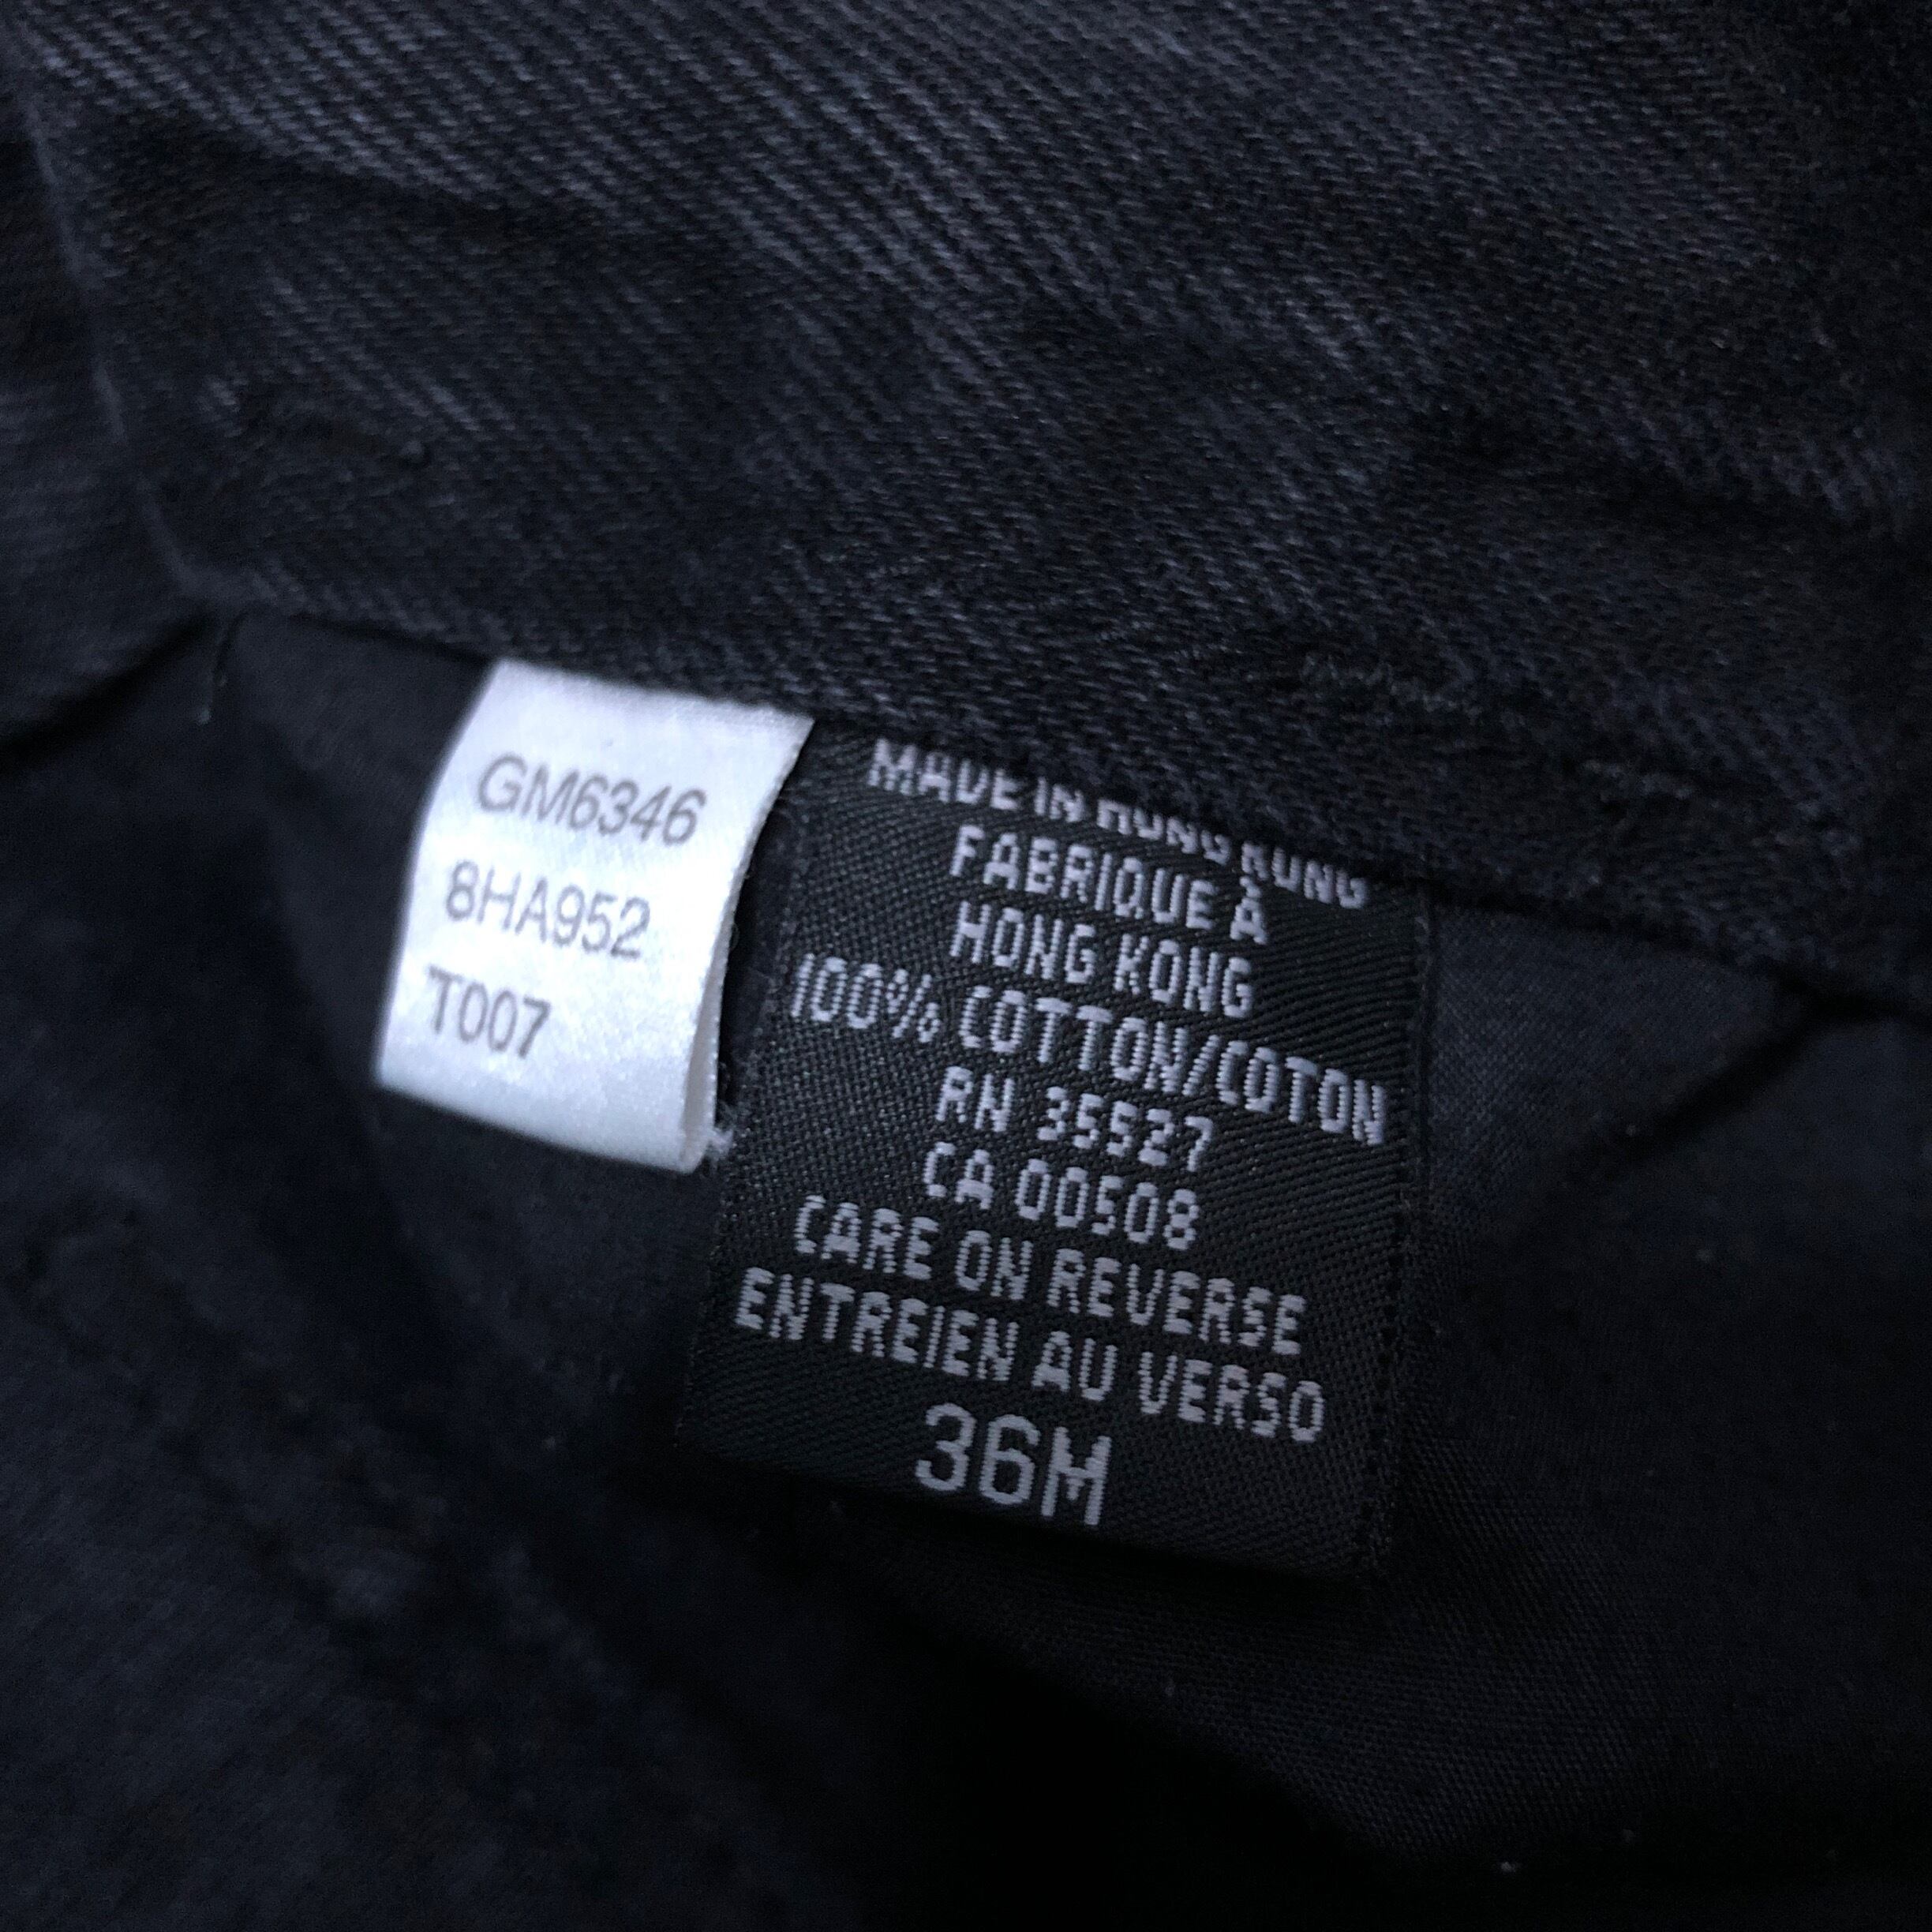 GM6346
8HA952
T007
MADE IN HONG KONG
FABRIQUE À
HONG KONG
100% COTTON/COTON
RN 35527
CA 00508
CARE ON REVERSE
ENTREIEN AU VERSO
36M